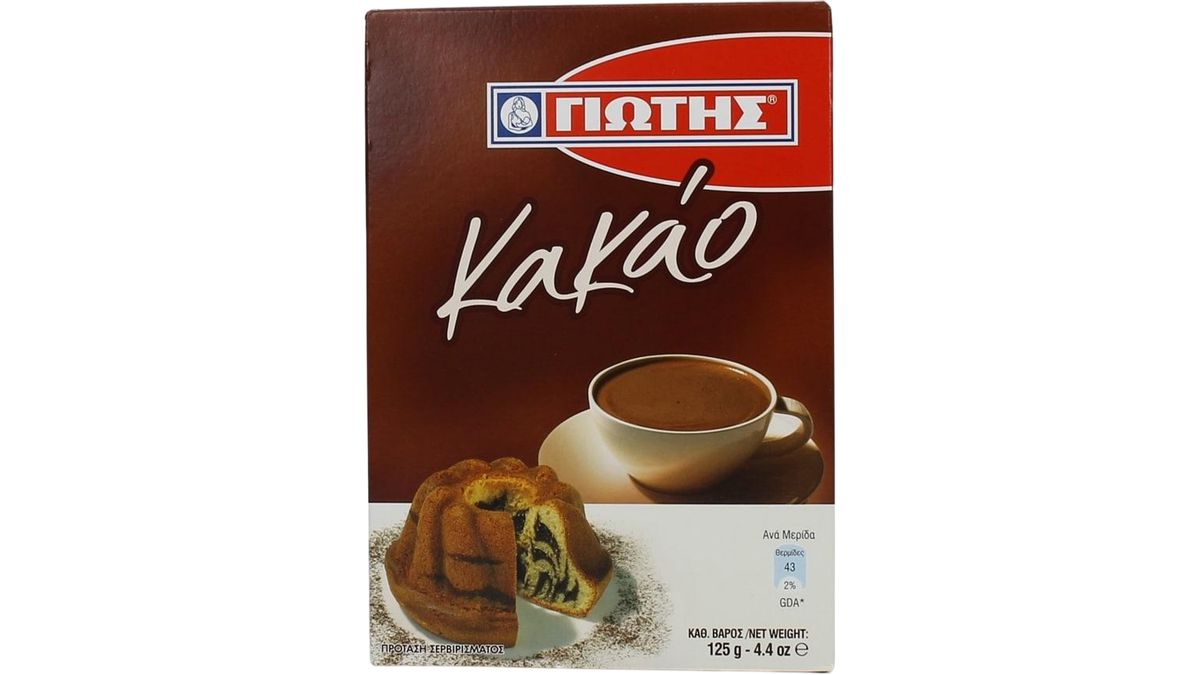 ΓΙΩΤΗΣ®
Κακάο
Ανά Μερίδα
Θερμίδες
43
2%
GDA*
ΚΑΘ. ΒΑΡΟΣ /NET WEIGHT:
125 g - 4.4 oz ℮
ΠΡΟΤΑΣΗ ΣΕΡΒΙΡΙΣΜΑΤΟΣ